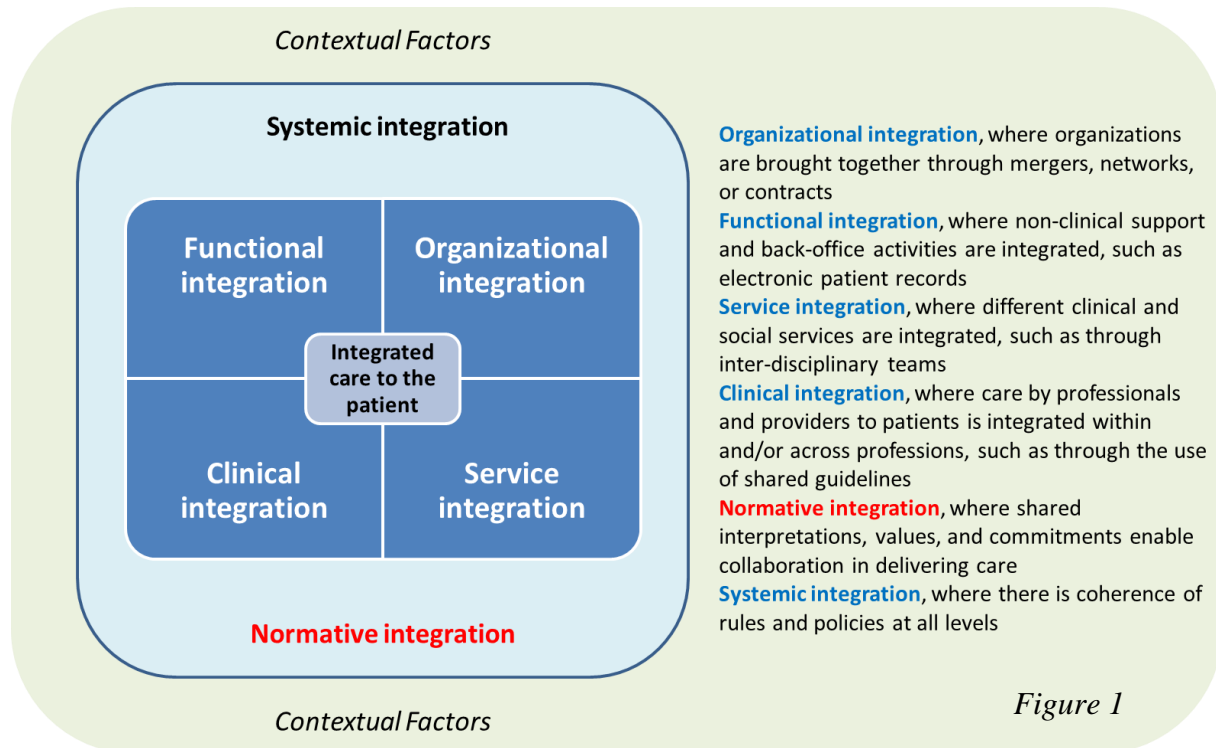 Contextual Factors
Systemic integration
Functional
integration
Organizational
integration
Integrated
care to the
patient
Clinical
integration
Service
integration
Normative integration
Contextual Factors
Organizational integration, where organizations
are brought together through mergers, networks,
or contracts
Functional integration, where non-clinical support
and back-office activities are integrated, such as
electronic patient records
Service integration, where different clinical and
social services are integrated, such as through
inter-disciplinary teams
Clinical integration, where care by professionals
and providers to patients is integrated within
and/or across professions, such as through the use
of shared guidelines
Normative integration, where shared
interpretations, values, and commitments enable
collaboration in delivering care
Systemic integration, where there is coherence of
rules and policies at all levels
Figure 1